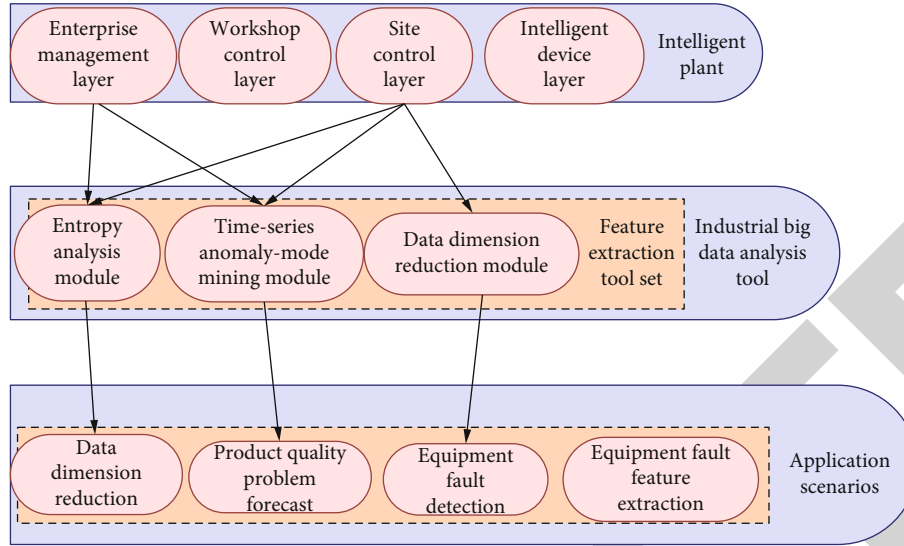 Enterprise
management
layer
Workshop
control
layer
Site
control
layer
Intelligent
device
layer
Intelligent
plant
Entropy
analysis
module
Time-series
anomaly-mode
mining module
Data dimension
reduction module
Feature
extraction
tool set
Industrial big
data analysis
tool
Data
dimension
reduction
Product quality
problem
forecast
Equipment
fault
detection
Equipment fault
feature
extraction
Application
scenarios